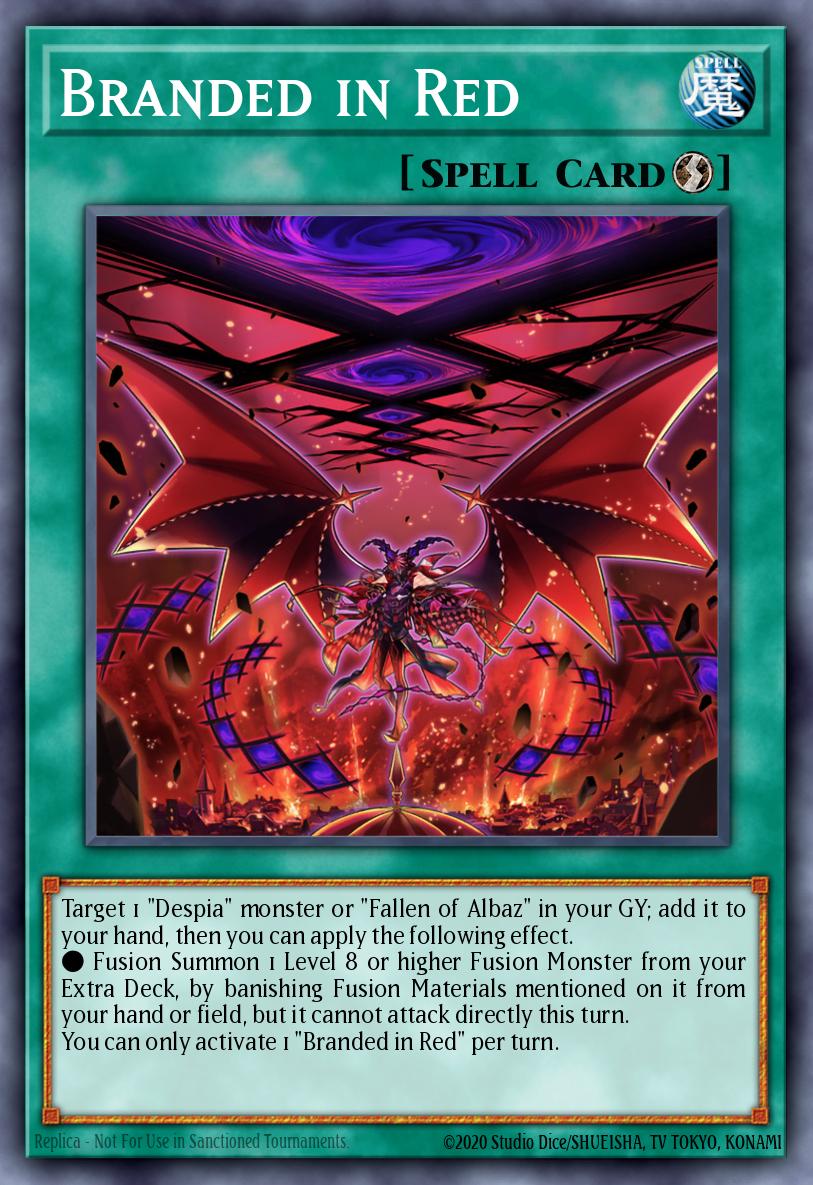 Branded in Red
SPELL
魔
[Spell Card]
Target 1 "Despia" monster or "Fallen of Albaz" in your GY; add it to
your hand, then you can apply the following effect.
● Fusion Summon 1 Level 8 or higher Fusion Monster from your
Extra Deck, by banishing Fusion Materials mentioned on it from
your hand or field, but it cannot attack directly this turn.
You can only activate 1 "Branded in Red" per turn.
Replica - Not For Use in Sanctioned Tournaments.
©2020 Studio Dice/SHUEISHA, TV TOKYO, KONAMI